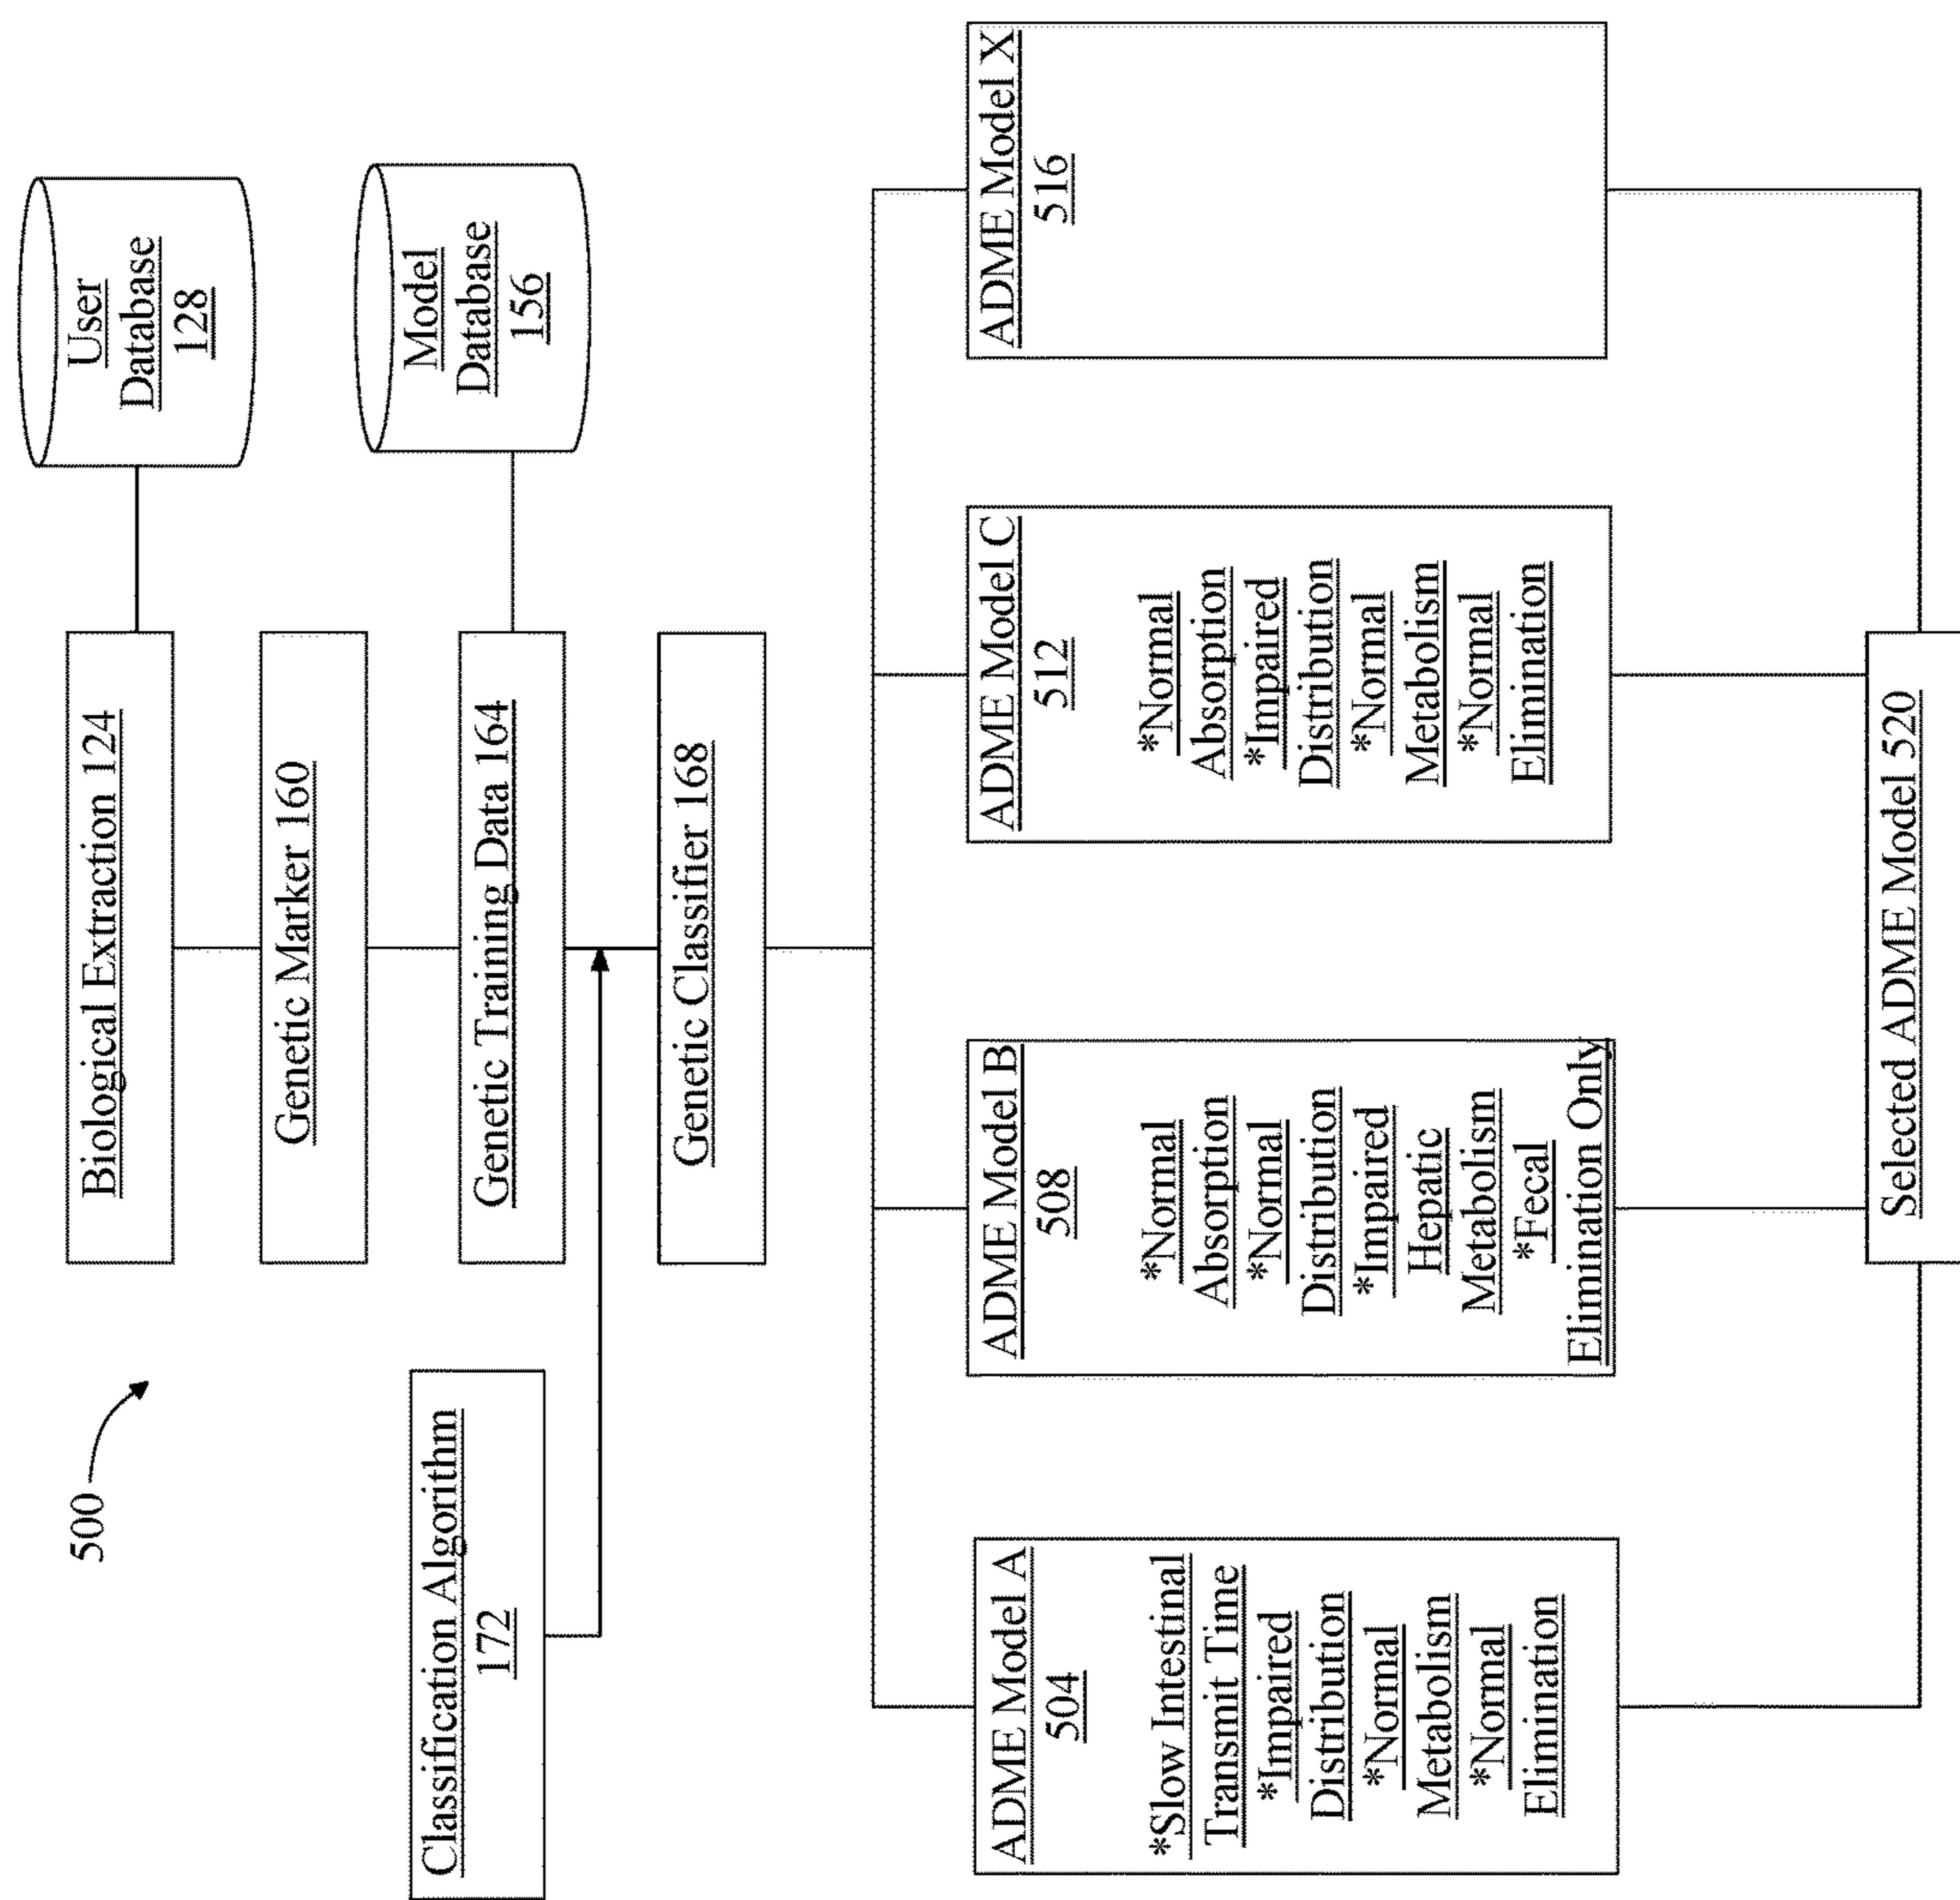 500
User
Database
128
Biological Extraction 124
Genetic Marker 160
Model
Database
156
Classification Algorithm
172
Genetic Training Data 164
Genetic Classifier 168
ADME Model A
504
*Slow Intestinal
Transmit Time
*Impaired
Distribution
*Normal
Metabolism
*Normal
Elimination
ADME Model B
508
*Normal
Absorption
*Normal
Distribution
*Impaired
Hepatic
Metabolism
*Fecal
Elimination Only
ADME Model C
512
*Normal
Absorption
*Impaired
Distribution
*Normal
Metabolism
*Normal
Elimination
ADME Model X
516
Selected ADME Model 520